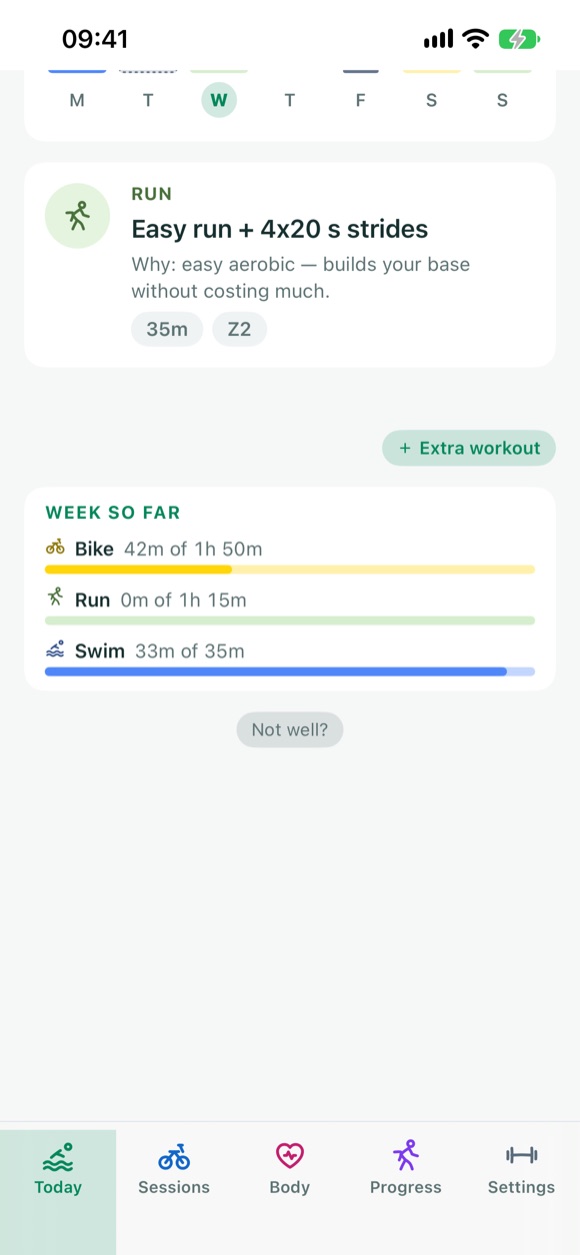 09:41
M T W T F S S
RUN
Easy run + 4x20 s strides
Why: easy aerobic — builds your base
without costing much.
35m Z2
+ Extra workout
WEEK SO FAR
Bike 42m of 1h 50m
Run 0m of 1h 15m
Swim 33m of 35m
Not well?
Today Sessions Body Progress Settings